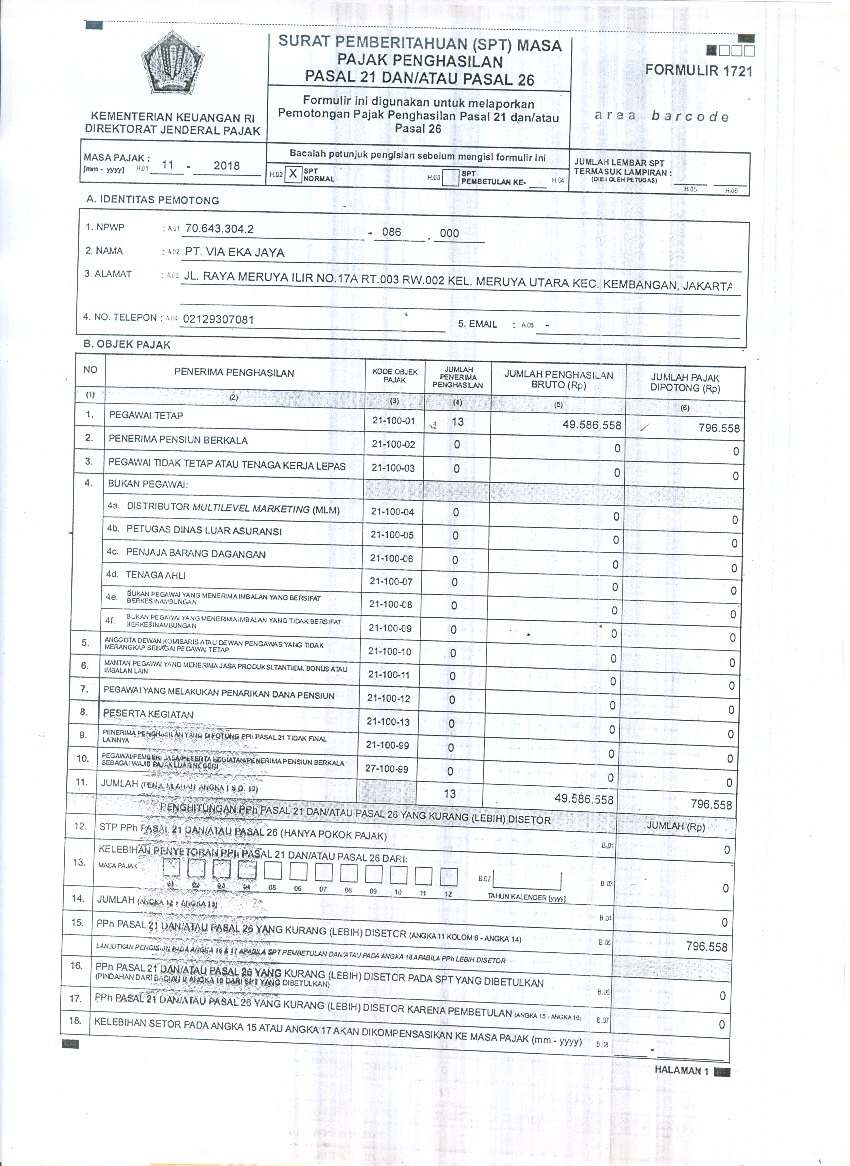 SURAT PEMBERITAHUAN (SPT) MASA
PAJAK PENGHASILAN
PASAL 21 DAN/ATAU PASAL 26
FORMULIR 1721
Formulir ini digunakan untuk melaporkan
Pemotongan Pajak Penghasilan Pasal 21 dan/atau
Pasal 26
area barcode
KEMENTERIAN KEUANGAN RI
DIREKTORAT JENDERAL PAJAK
MASA PAJAK :
[mm - yyyy] H.01 11 - 2018
Bacalah petunjuk pengisian sebelum mengisi formulir ini
H.02 X SPT NORMAL
H.03 SPT PEMBETULAN KE- H.04
JUMLAH LEMBAR SPT
TERMASUK LAMPIRAN :
(DIISI OLEH PETUGAS)
H.05 H.06
A. IDENTITAS PEMOTONG
1. NPWP : A.01 70.643.304.2 - 086 . 000
2. NAMA : A.02 PT. VIA EKA JAYA
3. ALAMAT : A.03 JL. RAYA MERUYA ILIR NO.17A RT.003 RW.002 KEL. MERUYA UTARA KEC. KEMBANGAN, JAKARTA
4. NO. TELEPON : A.04 02129307081 5. EMAIL : A.05 -
B. OBJEK PAJAK
NO PENERIMA PENGHASILAN KODE OBJEK PAJAK JUMLAH PENERIMA PENGHASILAN JUMLAH PENGHASILAN BRUTO (Rp) JUMLAH PAJAK DIPOTONG (Rp)
(1) (2) (3) (4) (5) (6)
1. PEGAWAI TETAP 21-100-01 13 49.586.558 796.558
2. PENERIMA PENSIUN BERKALA 21-100-02 0 0 0
3. PEGAWAI TIDAK TETAP ATAU TENAGA KERJA LEPAS 21-100-03 0 0 0
4. BUKAN PEGAWAI:
4a. DISTRIBUTOR MULTILEVEL MARKETING (MLM) 21-100-04 0 0 0
4b. PETUGAS DINAS LUAR ASURANSI 21-100-05 0 0 0
4c. PENJAJA BARANG DAGANGAN 21-100-06 0 0 0
4d. TENAGA AHLI 21-100-07 0 0 0
4e. BUKAN PEGAWAI YANG MENERIMA IMBALAN YANG BERSIFAT BERKESINAMBUNGAN 21-100-08 0 0 0
4f. BUKAN PEGAWAI YANG MENERIMA IMBALAN YANG TIDAK BERSIFAT BERKESINAMBUNGAN 21-100-09 0 0 0
5. ANGGOTA DEWAN KOMISARIS ATAU DEWAN PENGAWAS YANG TIDAK MERANGKAP SEBAGAI PEGAWAI TETAP 21-100-10 0 0 0
6. MANTAN PEGAWAI YANG MENERIMA JASA PRODUKSI, TANTIEM, BONUS ATAU IMBALAN LAIN 21-100-11 0 0 0
7. PEGAWAI YANG MELAKUKAN PENARIKAN DANA PENSIUN 21-100-12 0 0 0
8. PESERTA KEGIATAN 21-100-13 0 0 0
9. PENERIMA PENGHASILAN YANG DIPOTONG PPh PASAL 21 TIDAK FINAL LAINNYA 21-100-99 0 0 0
10. PEGAWAI/PEMBERI JASA/PESERTA KEGIATAN/PENERIMA PENSIUN BERKALA SEBAGAI WAJIB PAJAK LUAR NEGERI 27-100-99 0 0 0
11. JUMLAH (PENJUMLAHAN ANGKA 1 S.D. 10) 13 49.586.558 796.558
PENGHITUNGAN PPh PASAL 21 DAN/ATAU PASAL 26 YANG KURANG (LEBIH) DISETOR JUMLAH (Rp)
12. STP PPh PASAL 21 DAN/ATAU PASAL 26 (HANYA POKOK PAJAK) B.01 0
13. KELEBIHAN PENYETORAN PPh PASAL 21 DAN/ATAU PASAL 26 DARI:
MASA PAJAK B.02 B.03 0
01 02 03 04 05 06 07 08 09 10 11 12 TAHUN KALENDER [yyyy]
14. JUMLAH (ANGKA 12 + ANGKA 13) B.04 0
15. PPh PASAL 21 DAN/ATAU PASAL 26 YANG KURANG (LEBIH) DISETOR (ANGKA 11 KOLOM 6 - ANGKA 14) B.05 796.558
LANJUTKAN PENGISIAN PADA ANGKA 16 & 17 APABILA SPT PEMBETULAN DAN/ATAU PADA ANGKA 18 APABILA PPh LEBIH DISETOR
16. PPh PASAL 21 DAN/ATAU PASAL 26 YANG KURANG (LEBIH) DISETOR PADA SPT YANG DIBETULKAN
(PINDAHAN DARI BAGIAN B ANGKA 15 DARI SPT YANG DIBETULKAN) B.06 0
17. PPh PASAL 21 DAN/ATAU PASAL 26 YANG KURANG (LEBIH) DISETOR KARENA PEMBETULAN (ANGKA 15 - ANGKA 16) B.07 0
18. KELEBIHAN SETOR PADA ANGKA 15 ATAU ANGKA 17 AKAN DIKOMPENSASIKAN KE MASA PAJAK (mm - yyyy) B.08 -
HALAMAN 1